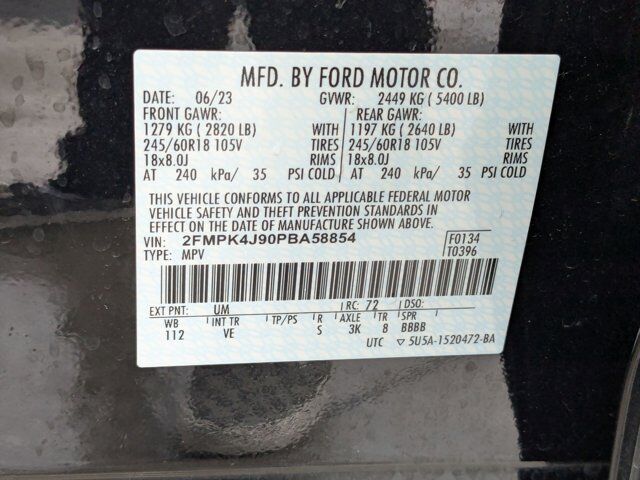 MFD. BY FORD MOTOR CO.
DATE: 06/23 GVWR: 2449 KG ( 5400 LB)
FRONT GAWR: REAR GAWR:
1279 KG ( 2820 LB) WITH 1197 KG ( 2640 LB) WITH
245/60R18 105V TIRES 245/60R18 105V TIRES
18x8.0J RIMS 18x8.0J RIMS
AT 240 kPa/ 35 PSI COLD AT 240 kPa/ 35 PSI COLD
THIS VEHICLE CONFORMS TO ALL APPLICABLE FEDERAL MOTOR
VEHICLE SAFETY AND THEFT PREVENTION STANDARDS IN
EFFECT ON THE DATE OF MANUFACTURE SHOWN ABOVE.
VIN: 2FMPK4J90PBA58854 F0134
TYPE: MPV T0396
EXT PNT: UM RC: 72 DSO:
WB INT TR TP/PS R AXLE TR SPR
112 VE S 3K 8 BBBB
UTC ▽ 5U5A-1520472-BA